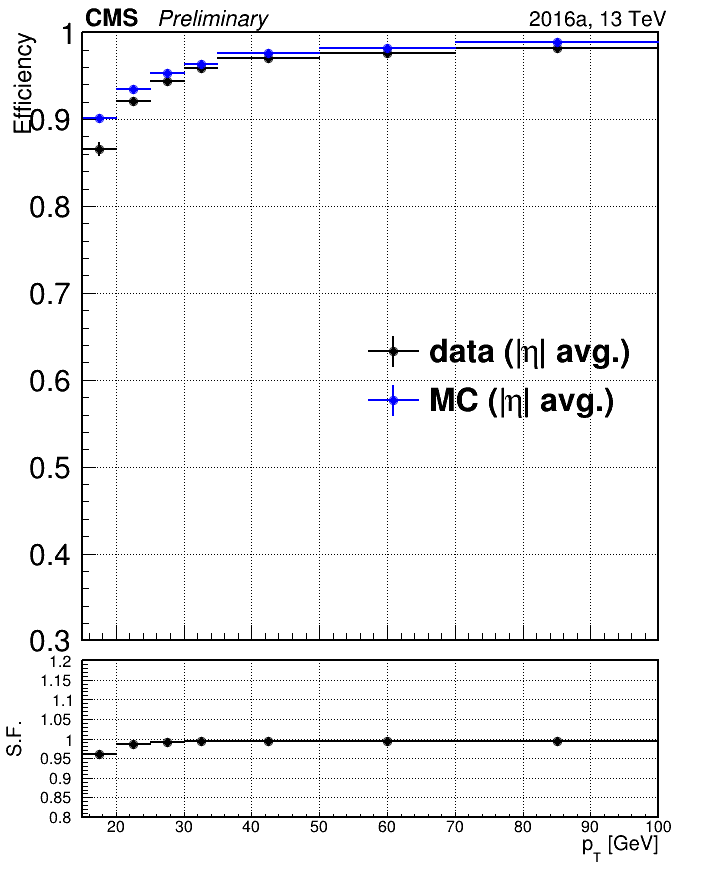 CMS Preliminary 2016a, 13 TeV
Efficiency
1
0.9
0.8
0.7
0.6
0.5
0.4
0.3
data (|η| avg.)
MC (|η| avg.)
S.F.
1.2
1.15
1.1
1.05
1
0.95
0.9
0.85
0.8
20 30 40 50 60 70 80 90 100
p_T [GeV]